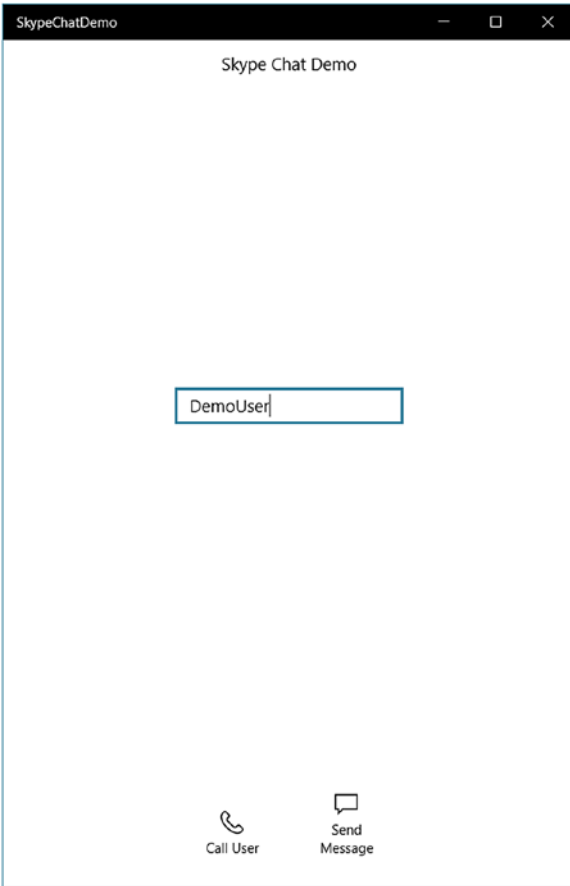 SkypeChatDemo
Skype Chat Demo
DemoUser
Call User
Send
Message